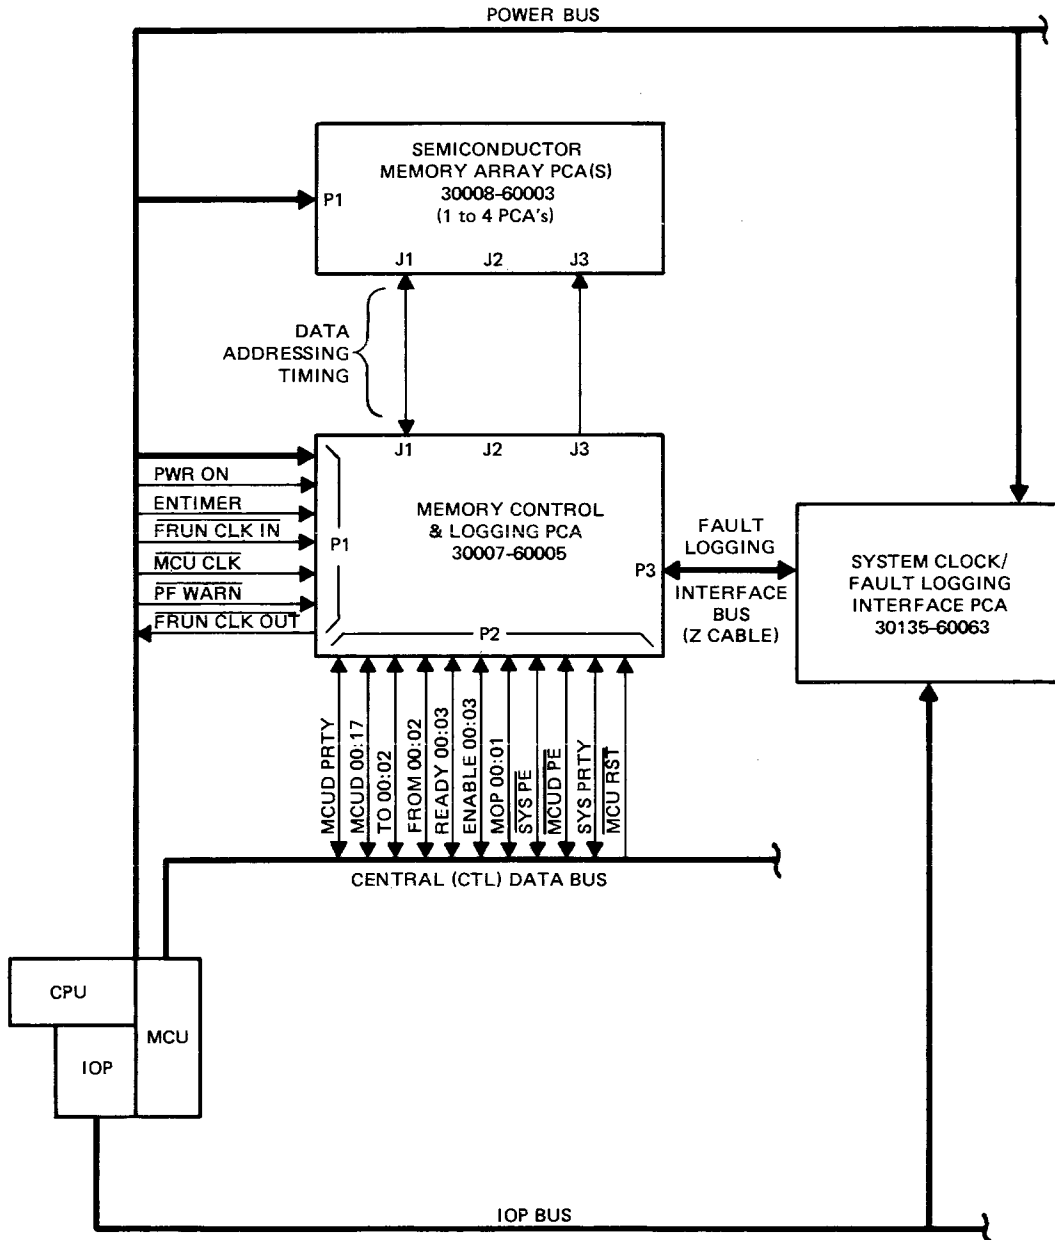 POWER BUS
SEMICONDUCTOR
MEMORY ARRAY PCA(S)
30008-60003
(1 to 4 PCA's)
P1
J1 J2 J3
DATA
ADDRESSING
TIMING
J1 J2 J3
PWR ON
ENTIMER
FRUN CLK IN
MCU CLK
PF WARN
FRUN CLK OUT
P1
MEMORY CONTROL
& LOGGING PCA
30007-60005
P3
P2
FAULT
LOGGING
INTERFACE
BUS
(Z CABLE)
SYSTEM CLOCK/
FAULT LOGGING
INTERFACE PCA
30135-60063
MCUD PRTY
MCUD 00:17
TO 00:02
FROM 00:02
READY 00:03
ENABLE 00:03
MOP 00:01
SYS PE
MCUD PE
SYS PRTY
MCU RST
CENTRAL (CTL) DATA BUS
CPU
MCU
IOP
IOP BUS